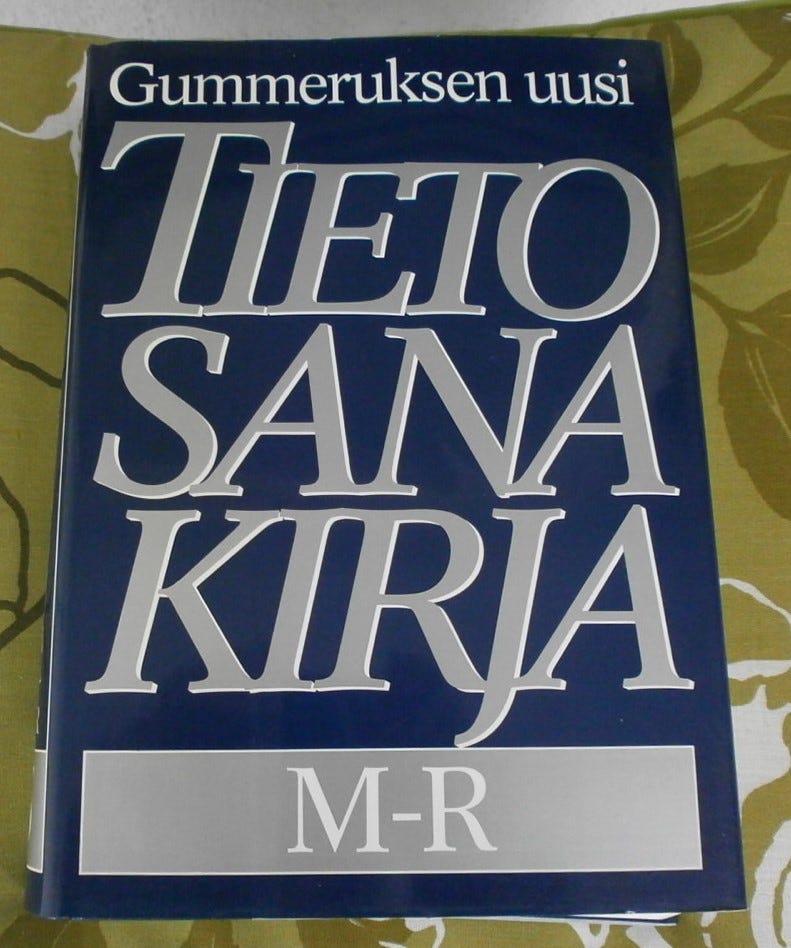 Gummeruksen uusi
TIETO
SANA
KIRJA
M-R